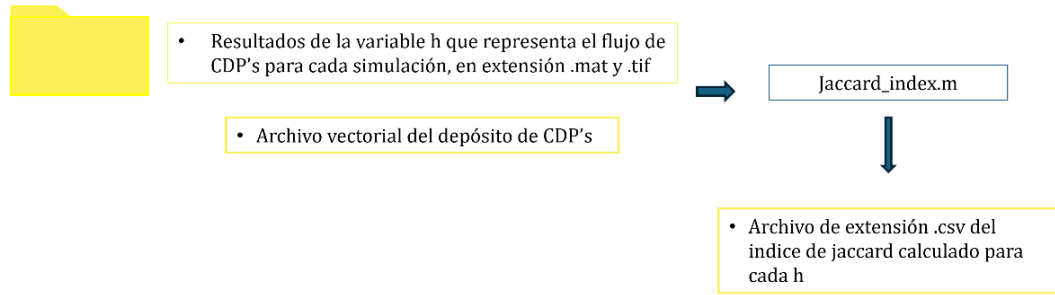 • Resultados de la variable h que representa el flujo de
CDP's para cada simulación, en extensión .mat y .tif
• Archivo vectorial del depósito de CDP's
Jaccard_index.m
• Archivo de extensión .csv del
indice de jaccard calculado para
cada h